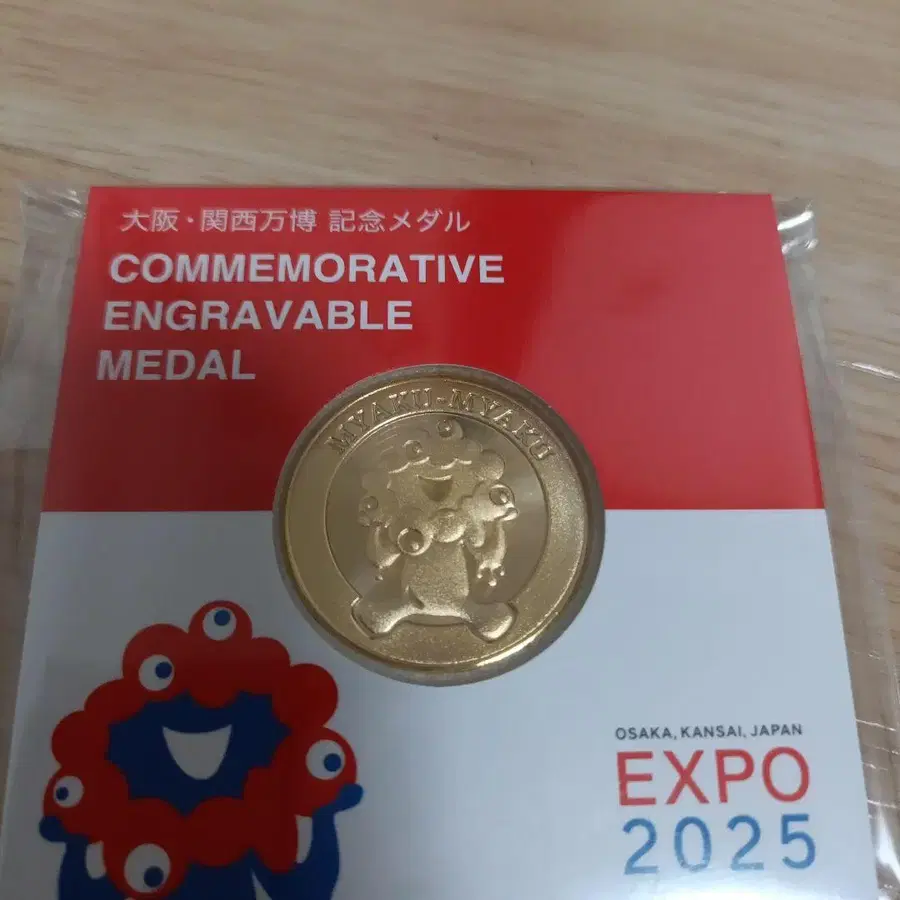 大阪・関西万博 記念メダル
COMMEMORATIVE
ENGRAVABLE
MEDAL
MYAKU-MYAKU
OSAKA, KANSAI, JAPAN
EXPO
2025